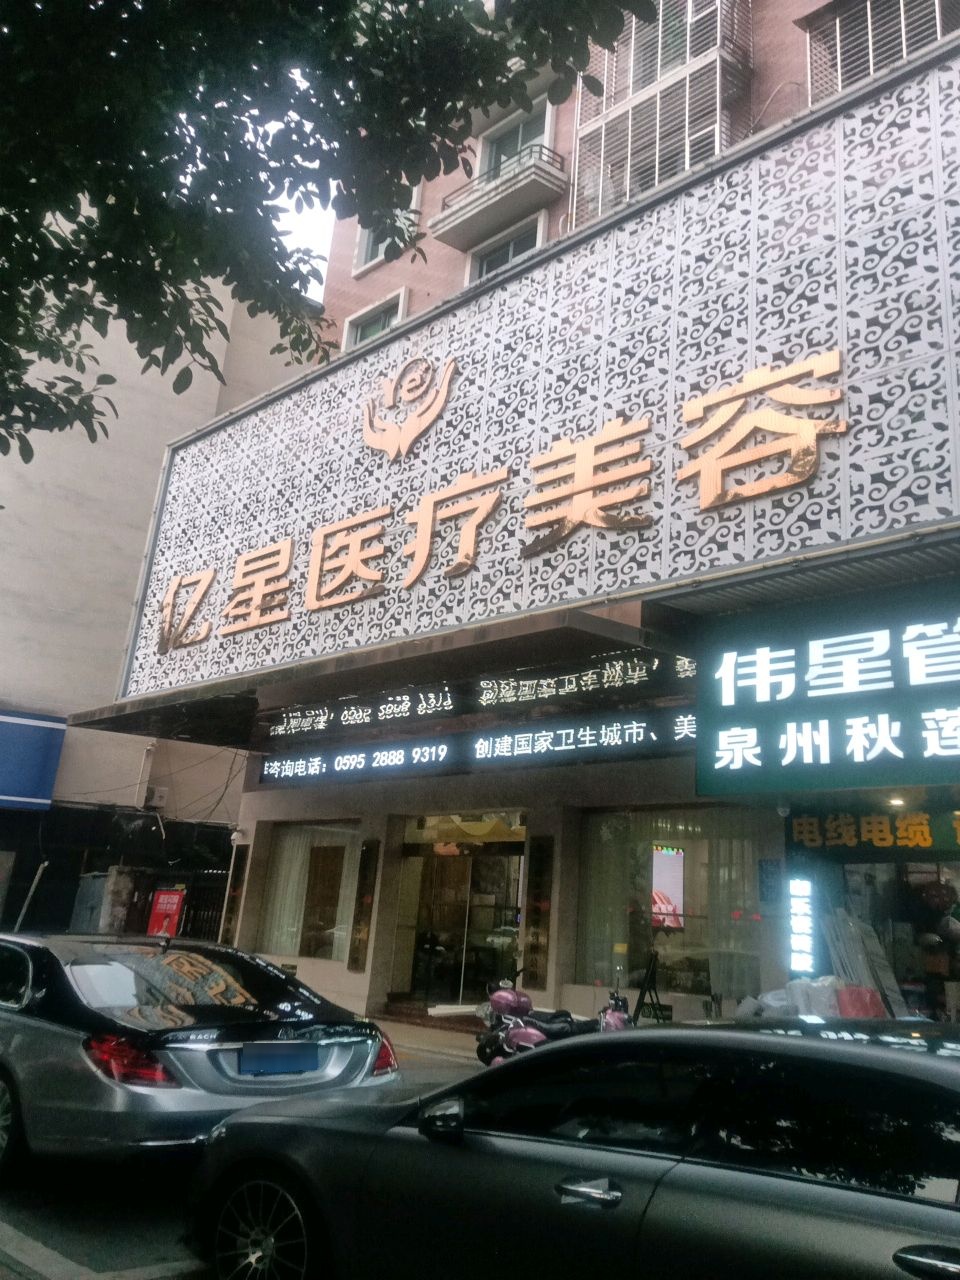 Yes
亿星医疗美容
咨询电话：0595 2888 9319 创建国家卫生城市、美
伟星管
泉州秋莲
电线电缆